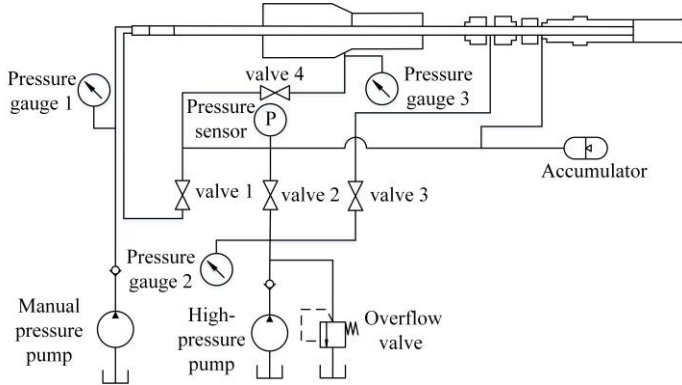 valve 4
Pressure
gauge 1
Pressure
sensor
P
Pressure
gauge 3
Accumulator
valve 1
valve 2
valve 3
Pressure
gauge 2
Manual
pressure
pump
High-
pressure
pump
Overflow
valve